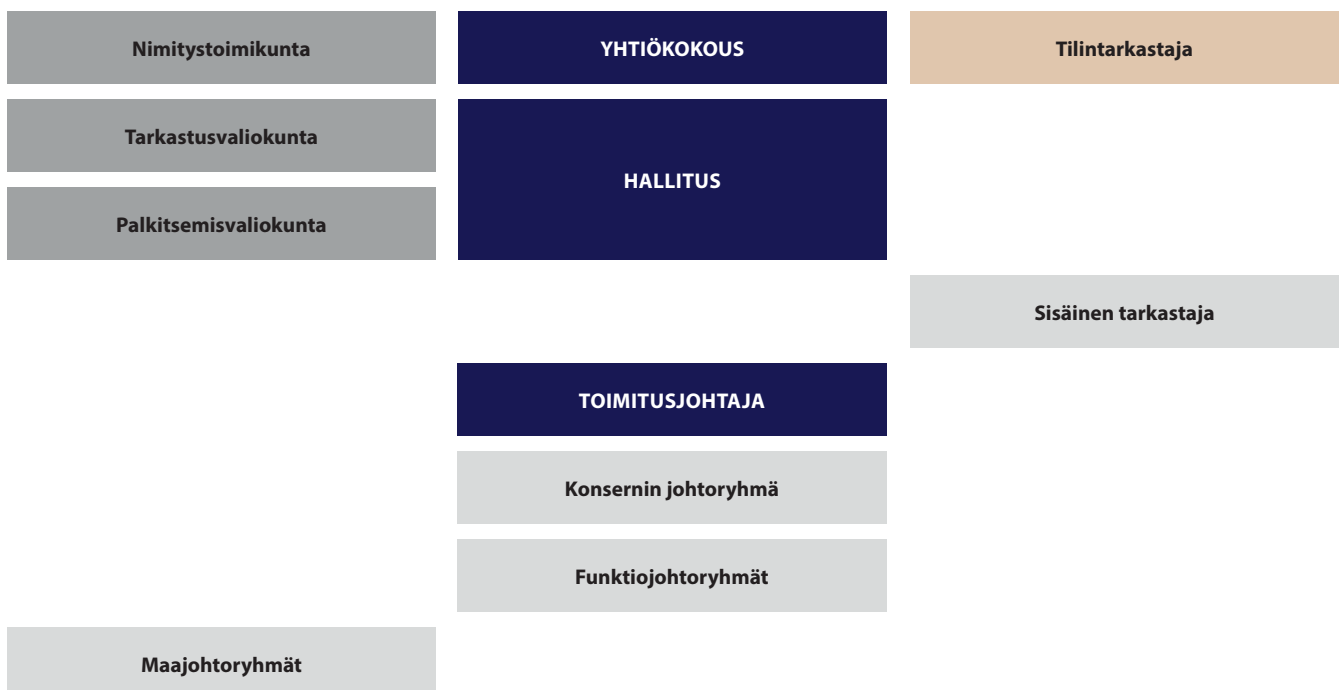 Nimitystoimikunta
YHTIÖKOKOUS
Tilintarkastaja
Tarkastusvaliokunta
HALLITUS
Palkitsemisvaliokunta
Sisäinen tarkastaja
TOIMITUSJOHTAJA
Konsernin johtoryhmä
Funktiojohtoryhmät
Maajohtoryhmät